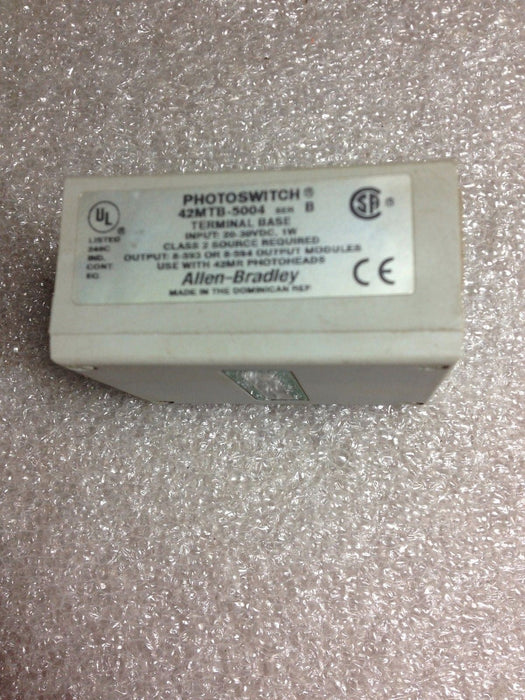 PHOTOSWITCH®
42MTB-5004 SER B
TERMINAL BASE
INPUT: 20-30VDC, 1W
CLASS 2 SOURCE REQUIRED
OUTPUT: 8-593 OR 8-594 OUTPUT MODULES
USE WITH 42MR PHOTOHEADS
Allen-Bradley
MADE IN THE DOMINICAN REP.
UL ®
LISTED
IND.
CONT.
EQ.
SA ®
CE